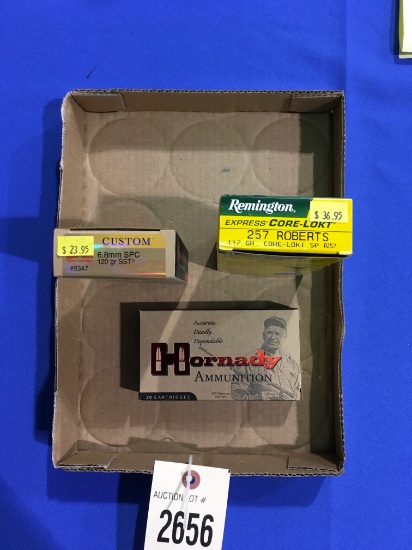 Remington.
$ 36.95
EXPRESS CORE-LOKT
257 ROBERTS
117 GR. CORE-LOKT SP R257
$ 23.95
CUSTOM
6.8mm SPC
120 gr SST
#8347
Accurate.
Deadly.
Dependable.
Hornady
AMMUNITION
20 CARTRIDGES
AUCTION LOT #
2656